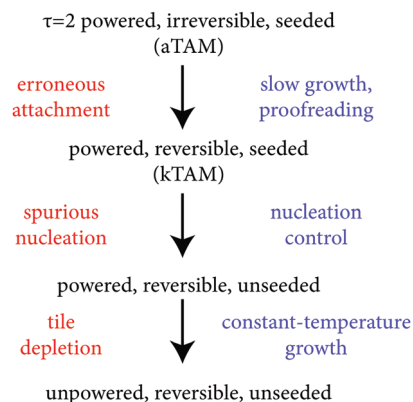 τ=2 powered, irreversible, seeded
(aTAM)
erroneous
attachment
slow growth,
proofreading
powered, reversible, seeded
(kTAM)
spurious
nucleation
nucleation
control
powered, reversible, unseeded
tile
depletion
constant-temperature
growth
unpowered, reversible, unseeded